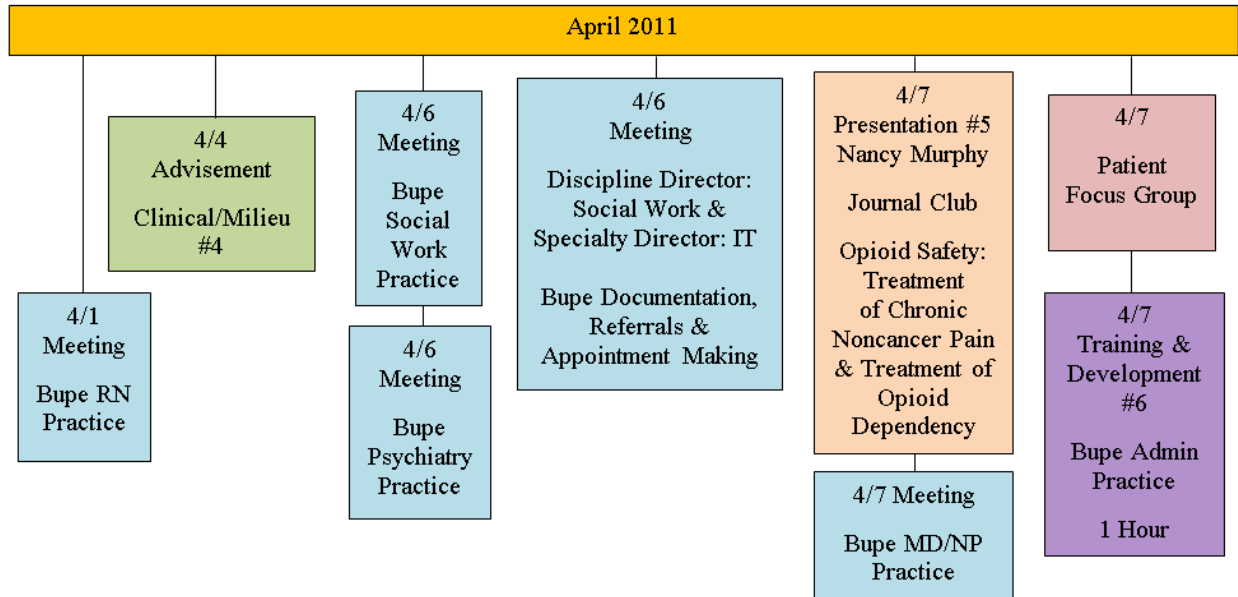 April 2011
4/1
Meeting
Bupe RN
Practice
4/4
Advisement
Clinical/Milieu
#4
4/6
Meeting
Bupe
Social
Work
Practice
4/6
Meeting
Bupe
Psychiatry
Practice
4/6
Meeting
Discipline Director:
Social Work &
Specialty Director: IT
Bupe Documentation,
Referrals &
Appointment Making
4/7
Presentation #5
Nancy Murphy
Journal Club
Opioid Safety:
Treatment
of Chronic
Noncancer Pain
& Treatment of
Opioid
Dependency
4/7 Meeting
Bupe MD/NP
Practice
4/7
Patient
Focus Group
4/7
Training &
Development
#6
Bupe Admin
Practice
1 Hour